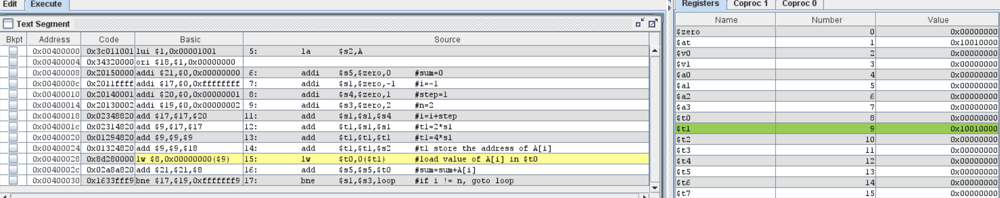 Edit Execute
Text Segment
Bkpt Address Code Basic Source
0x00400000 0x3c011001 lui $1,0x00001001 5: la $s2,A
0x00400004 0x34320000 ori $18,$1,0x00000000
0x00400008 0x20150000 addi $21,$0,0x00000000 6: addi $s5,$zero,0 #sum=0
0x0040000c 0x2011ffff addi $17,$0,0xffffffff 7: addi $s1,$zero,-1 #i=-1
0x00400010 0x20140001 addi $20,$0,0x00000001 8: addi $s4,$zero,1 #step=1
0x00400014 0x20130002 addi $19,$0,0x00000002 9: addi $s3,$zero,2 #n=2
0x00400018 0x02348820 add $17,$17,$20 11: add $s1,$s1,$s4 #i=i+step
0x0040001c 0x02314820 add $9,$17,$17 12: add $t1,$s1,$s1 #t1=2*s1
0x00400020 0x01294820 add $9,$9,$9 13: add $t1,$t1,$t1 #t1=4*s1
0x00400024 0x01324820 add $9,$9,$18 14: add $t1,$t1,$s2 #t1 store the address of A[i]
0x00400028 0x8d280000 lw $8,0x00000000($9) 15: lw $t0,0($t1) #load value of A[i] in $t0
0x0040002c 0x02a8a820 add $21,$21,$8 16: add $s5,$s5,$t0 #sum=sum+A[i]
0x00400030 0x1633fff9 bne $17,$19,0xfffffff9 17: bne $s1,$s3,loop #if i != n, goto loop
Registers Coproc 1 Coproc 0
Name Number Value
$zero 0 0x00000000
$at 1 0x10010000
$v0 2 0x00000000
$v1 3 0x00000000
$a0 4 0x00000000
$a1 5 0x00000000
$a2 6 0x00000000
$a3 7 0x00000000
$t0 8 0x00000000
$t1 9 0x10010000
$t2 10 0x00000000
$t3 11 0x00000000
$t4 12 0x00000000
$t5 13 0x00000000
$t6 14 0x00000000
$t7 15 0x00000000